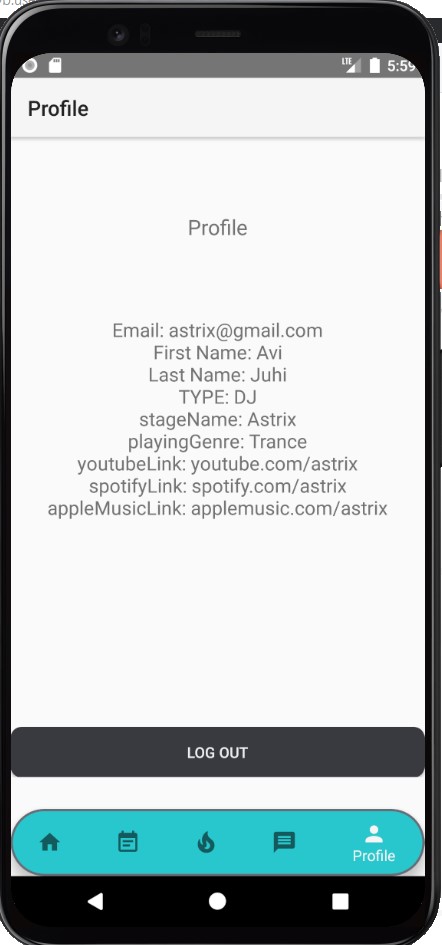 LTE 5:59
Profile
Profile
Email: astrix@gmail.com
First Name: Avi
Last Name: Juhi
TYPE: DJ
stageName: Astrix
playingGenre: Trance
youtubeLink: youtube.com/astrix
spotifyLink: spotify.com/astrix
appleMusicLink: applemusic.com/astrix
LOG OUT
Profile